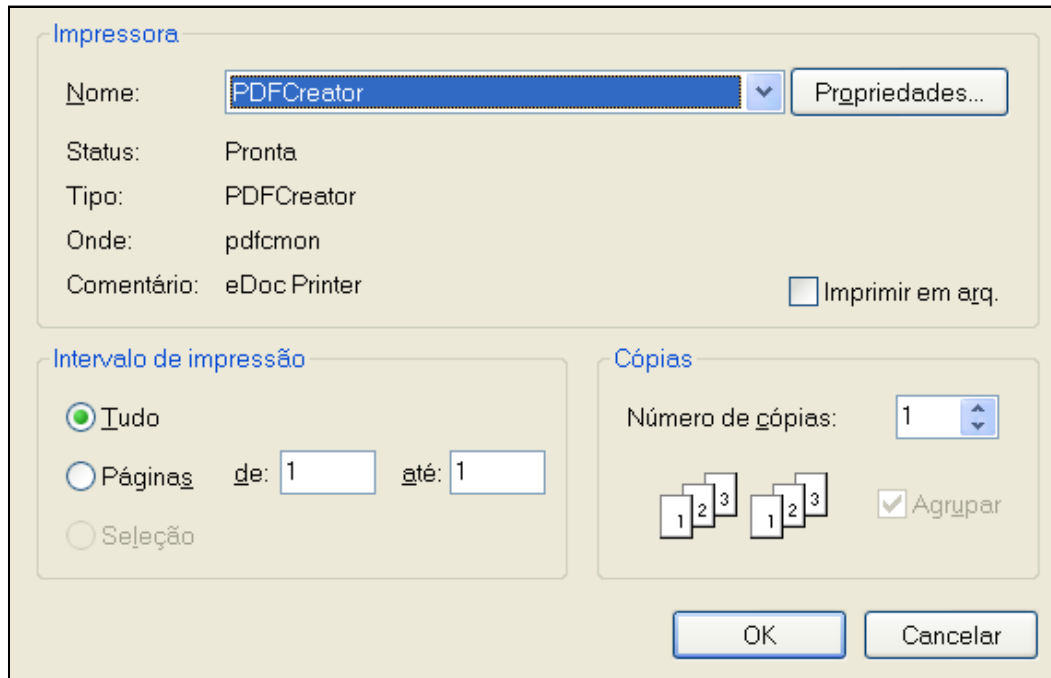 Impressora
Nome: PDFCreator Propriedades...
Status: Pronta
Tipo: PDFCreator
Onde: pdfcmon
Comentário: eDoc Printer
Imprimir em arq.
Intervalo de impressão
Tudo
Páginas de: 1 até: 1
Seleção
Cópias
Número de cópias: 1
1 2 3 1 2 3 Agrupar
OK Cancelar